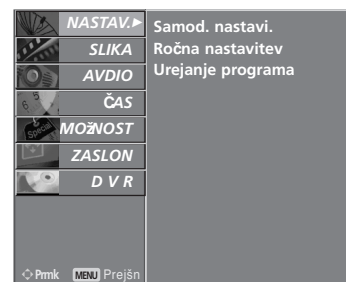 NASTAV.►
SLIKA
AVDIO
ČAS
MOžNOST
ZASLON
D V R
Samod. nastavi.
Ročna nastavitev
Urejanje programa
Prmk MENU Prejšn